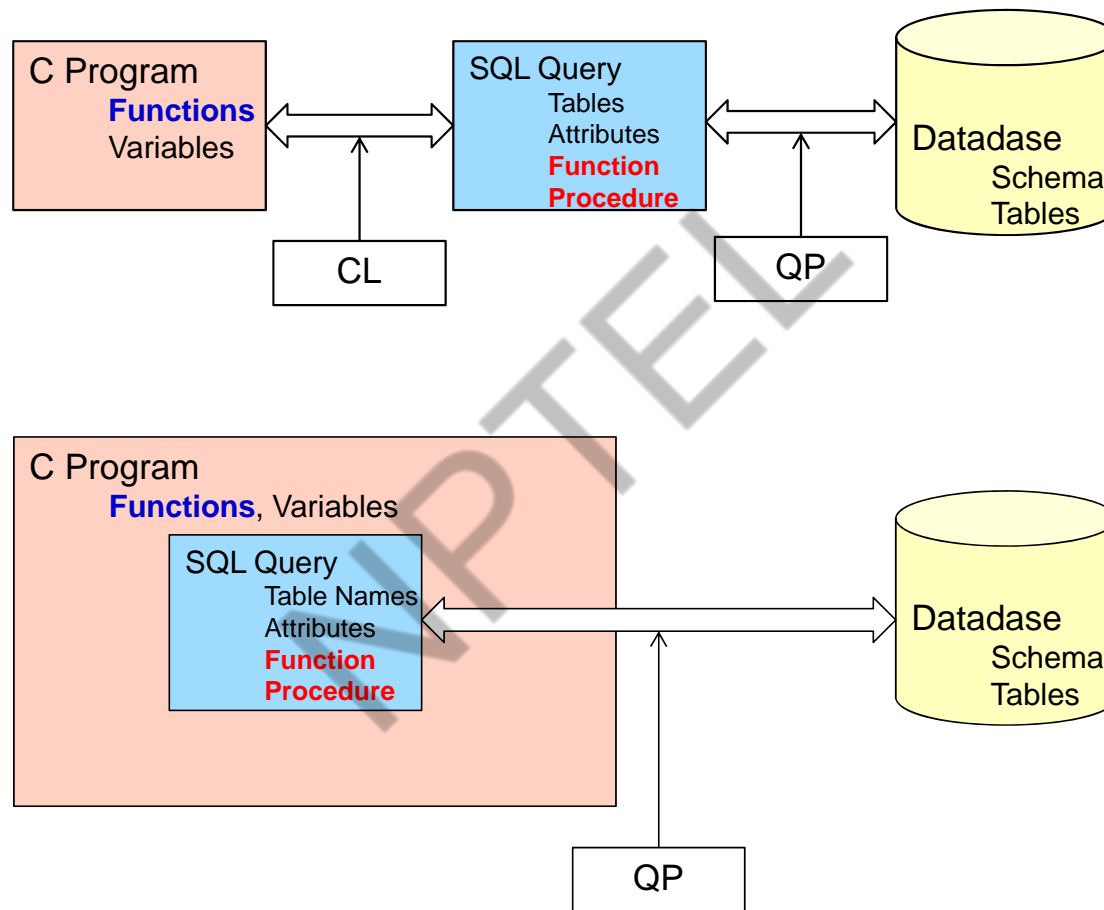 C Program
Functions
Variables
SQL Query
Tables
Attributes
Function
Procedure
Datadase
Schema
Tables
CL
QP
NPTEL
C Program
Functions, Variables
SQL Query
Table Names
Attributes
Function
Procedure
Datadase
Schema
Tables
QP